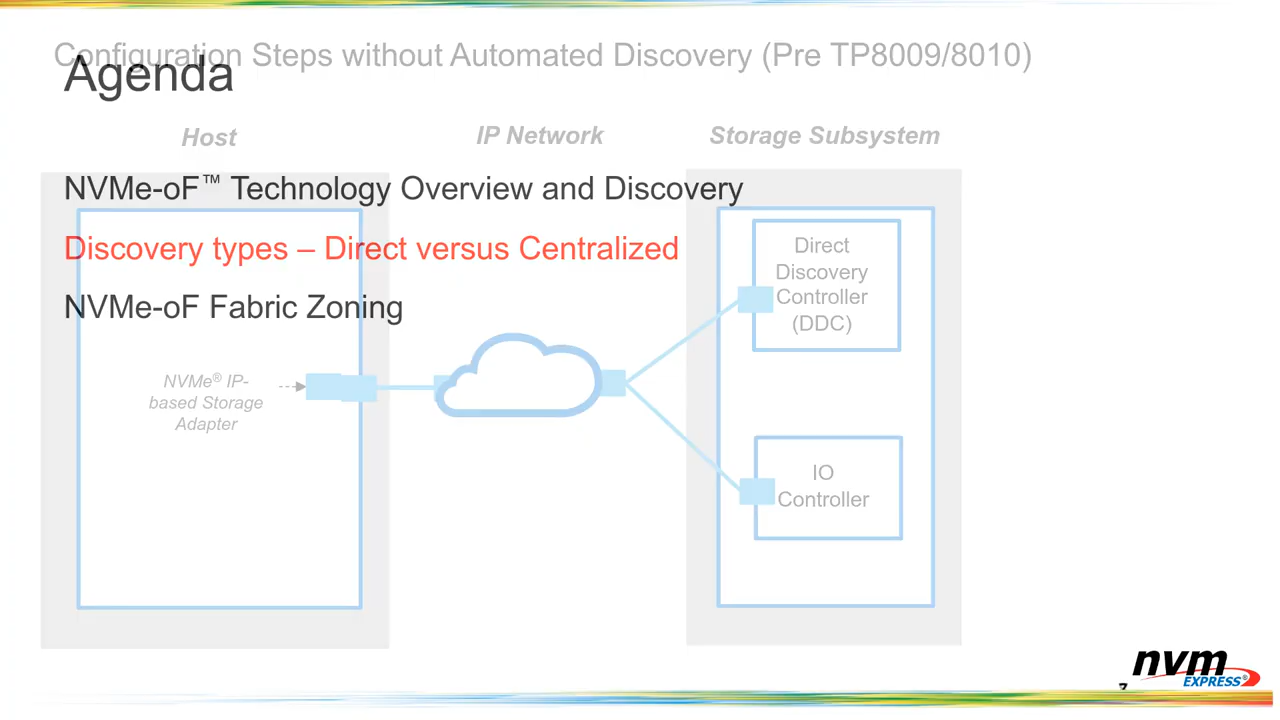 Configuration Steps without Automated Discovery (Pre TP8009/8010)
Agenda
Host
IP Network
Storage Subsystem
NVMe-oF™ Technology Overview and Discovery
Discovery types – Direct versus Centralized
NVMe-oF Fabric Zoning
Direct
Discovery
Controller
(DDC)
NVMe® IP-
based Storage
Adapter
IO
Controller
nvm
EXPRESS®
7